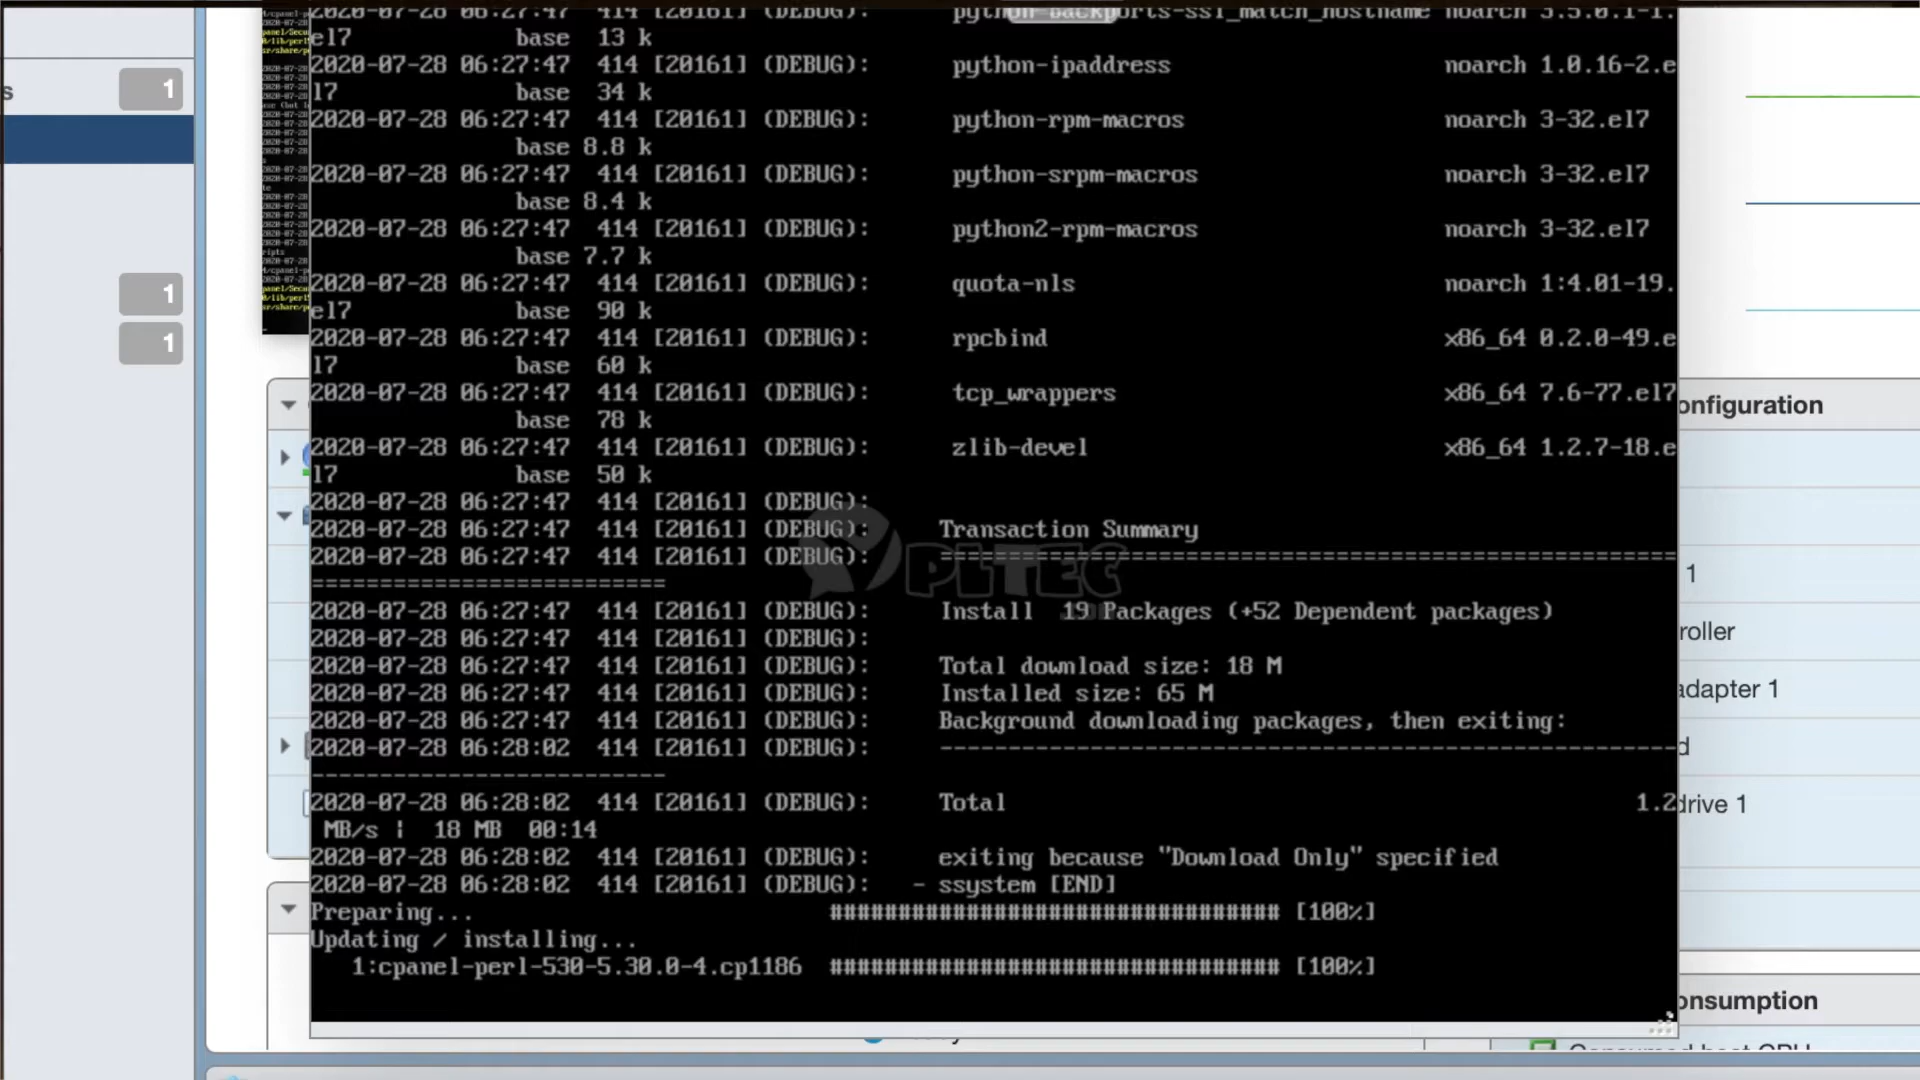 2020-07-28 06:27:47 414 [20161] (DEBUG): python-backports-ssl_match_hostname noarch 3.5.0.1-1.
el7 base 13 k
2020-07-28 06:27:47 414 [20161] (DEBUG): python-ipaddress noarch 1.0.16-2.e
s 1 l7 base 34 k
2020-07-28 06:27:47 414 [20161] (DEBUG): python-rpm-macros noarch 3-32.el7
base 8.8 k
2020-07-28 06:27:47 414 [20161] (DEBUG): python-srpm-macros noarch 3-32.el7
base 8.4 k
2020-07-28 06:27:47 414 [20161] (DEBUG): python2-rpm-macros noarch 3-32.el7
base 7.7 k
2020-07-28 06:27:47 414 [20161] (DEBUG): quota-nls noarch 1:4.01-19.
1 el7 base 90 k
2020-07-28 06:27:47 414 [20161] (DEBUG): rpcbind x86_64 0.2.0-49.e
1 l7 base 60 k
2020-07-28 06:27:47 414 [20161] (DEBUG): tcp_wrappers x86_64 7.6-77.el7
onfiguration
base 78 k
2020-07-28 06:27:47 414 [20161] (DEBUG): zlib-devel x86_64 1.2.7-18.e
l7 base 50 k
2020-07-28 06:27:47 414 [20161] (DEBUG):
2020-07-28 06:27:47 414 [20161] (DEBUG): Transaction Summary
2020-07-28 06:27:47 414 [20161] (DEBUG): ======================================================
==========================
PLTEC
1
2020-07-28 06:27:47 414 [20161] (DEBUG): Install 19 Packages (+52 Dependent packages)
roller
2020-07-28 06:27:47 414 [20161] (DEBUG):
2020-07-28 06:27:47 414 [20161] (DEBUG): Total download size: 18 M
2020-07-28 06:27:47 414 [20161] (DEBUG): Installed size: 65 M
adapter 1
2020-07-28 06:27:47 414 [20161] (DEBUG): Background downloading packages, then exiting:
2020-07-28 06:28:02 414 [20161] (DEBUG): ------------------------------------------------------
d
--------------------------
2020-07-28 06:28:02 414 [20161] (DEBUG): Total 1.2
drive 1
MB/s | 18 MB 00:14
2020-07-28 06:28:02 414 [20161] (DEBUG): exiting because "Download Only" specified
2020-07-28 06:28:02 414 [20161] (DEBUG): - ssystem [END]
Preparing... ################################# [100%]
Updating / installing...
1:cpanel-perl-530-5.30.0-4.cp1186 ################################# [100%]
onsumption
Consumed host CPU